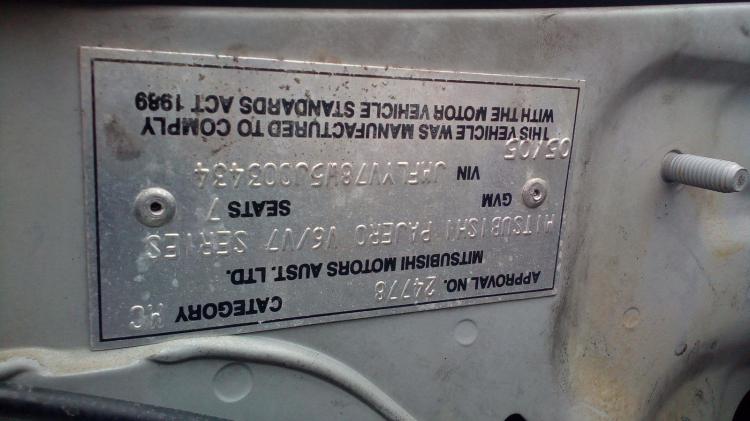 APPROVAL NO. 24778 CATEGORY MC
MITSUBISHI MOTORS AUST. LTD.
MITSUBISHI PAJERO V6/V7 SERIES
GVM SEATS 7
VIN JMFLYV78W5J003434
05/05
THIS VEHICLE WAS MANUFACTURED TO COMPLY
WITH THE MOTOR VEHICLE STANDARDS ACT 1989